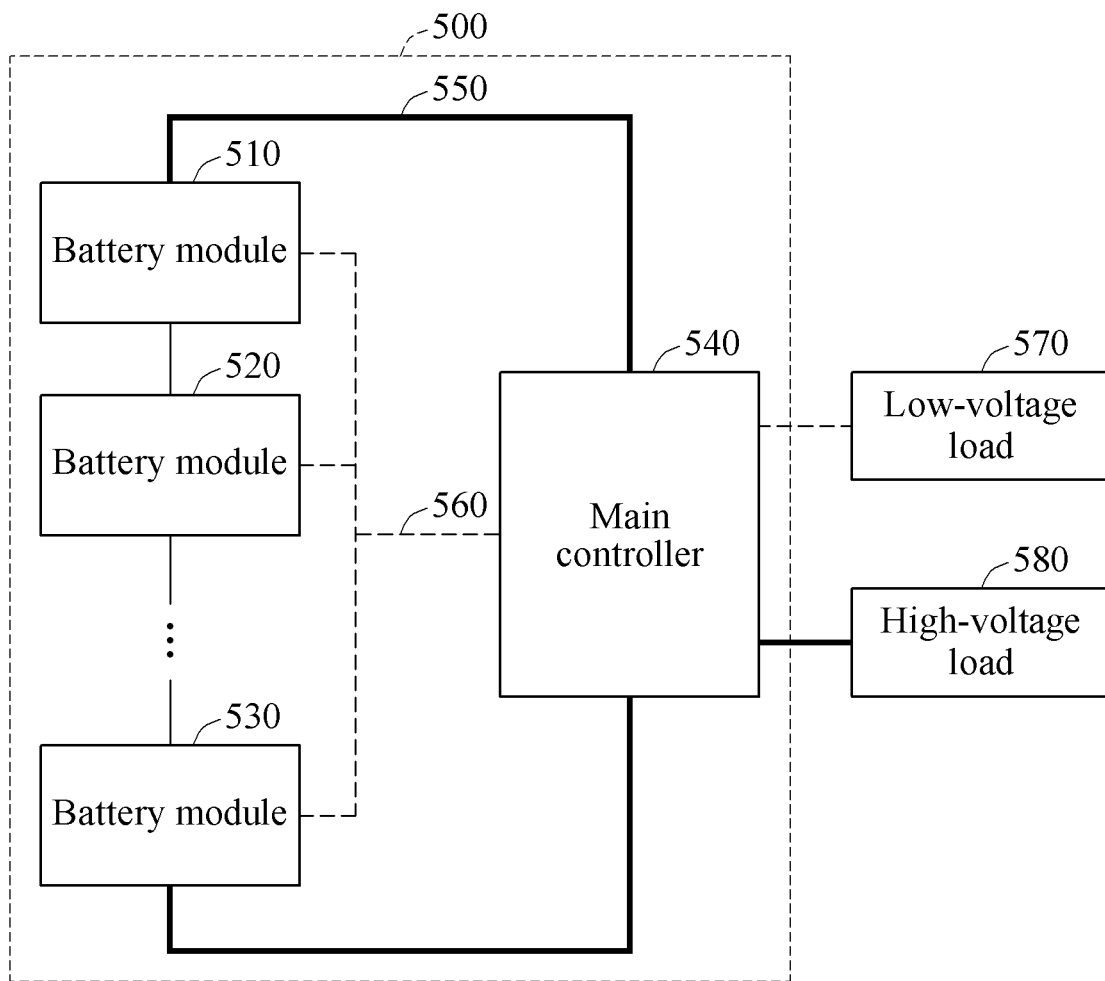 500
550
510
Battery module
520
Battery module
560
530
Battery module
540
Main
controller
570
Low-voltage
load
580
High-voltage
load